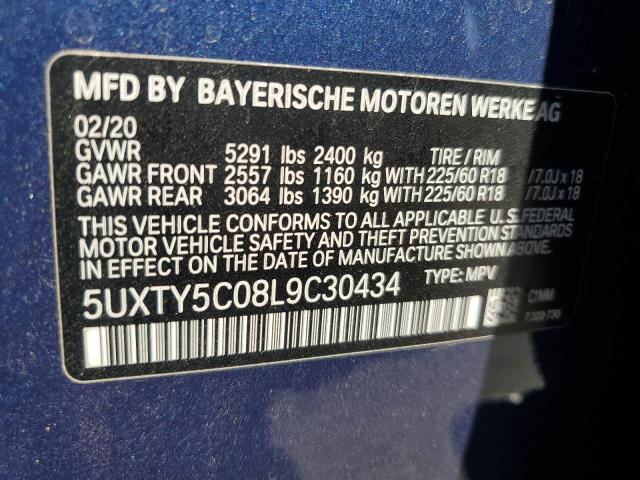 MFD BY BAYERISCHE MOTOREN WERKE AG
02/20
GVWR 5291 lbs 2400 kg TIRE / RIM
GAWR FRONT 2557 lbs 1160 kg WITH 225/60 R18 / 7.0J x 18
GAWR REAR 3064 lbs 1390 kg WITH 225/60 R18 / 7.0J x 18
THIS VEHICLE CONFORMS TO ALL APPLICABLE U.S. FEDERAL
MOTOR VEHICLE SAFETY AND THEFT PREVENTION STANDARDS
IN EFFECT ON THE DATE OF MANUFACTURE SHOWN ABOVE.
5UXTY5C08L9C30434 TYPE: MPV
C1MM
7320 730